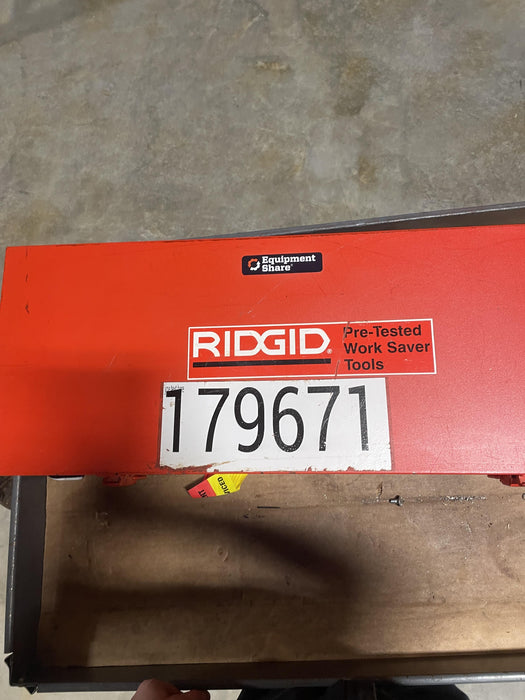 Equipment
Share
RIDGID®
Pre-Tested
Work Saver
Tools
179671